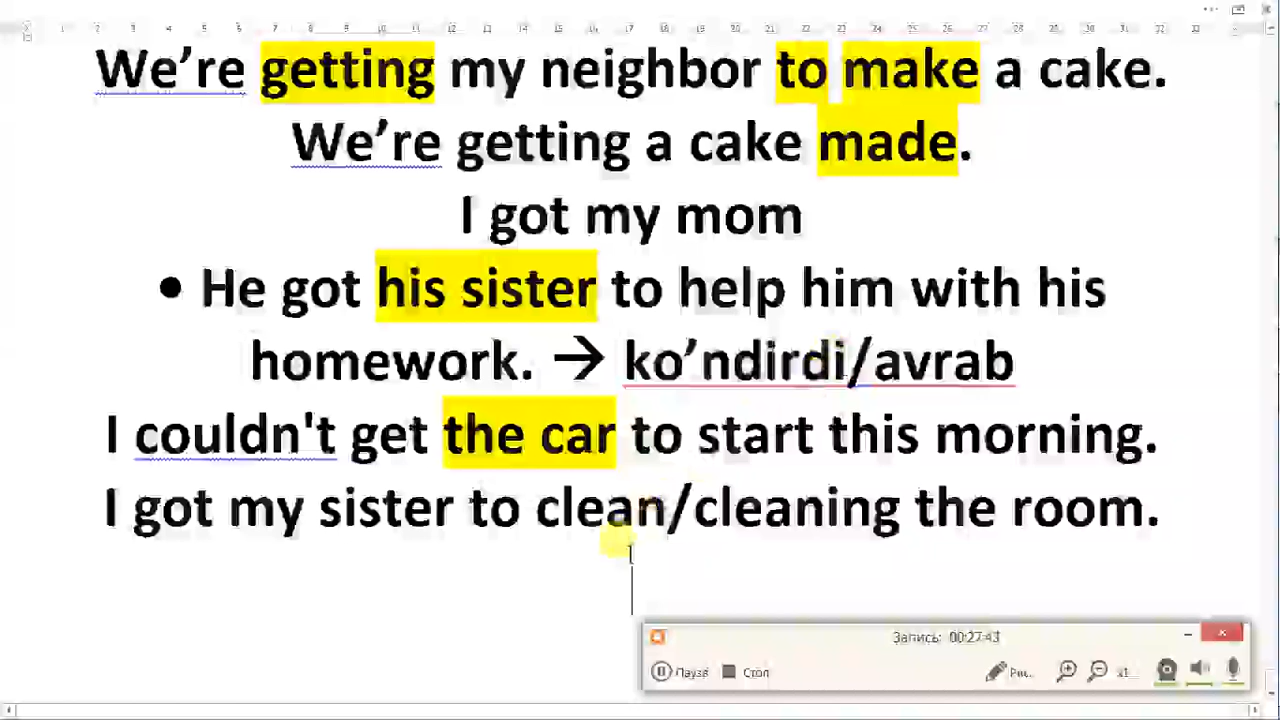 We're getting my neighbor to make a cake.
We're getting a cake made.
I got my mom
• He got his sister to help him with his
homework. → ko'ndirdi/avrab
I couldn't get the car to start this morning.
I got my sister to clean/cleaning the room.
Запись: 00:27:43
Пауза Стоп Рис. x1...